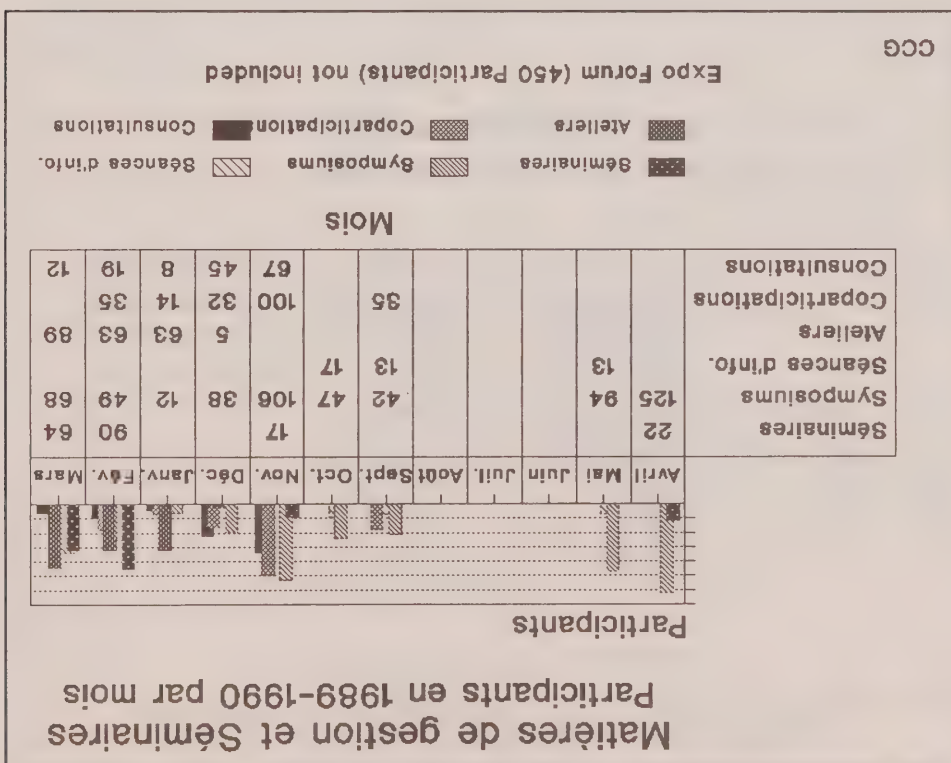 Matières de gestion et Séminaires
Participants en 1989-1990 par mois
Participants
Avril Mai Juin Juil. Août Sept. Oct. Nov. Déc. Janv. Fév. Mars
Séminaires 22 17 90 64
Symposiums 125 94 42 47 106 38 12 49 68
Séances d'info. 13 13 17
Ateliers 5 63 63 89
Coparticipations 35 100 32 14 35
Consultations 67 45 8 19 12
Mois
Séminaires Symposiums Séances d'info.
Ateliers Coparticipation Consultations
Expo Forum (450 Participants) not included
CCG